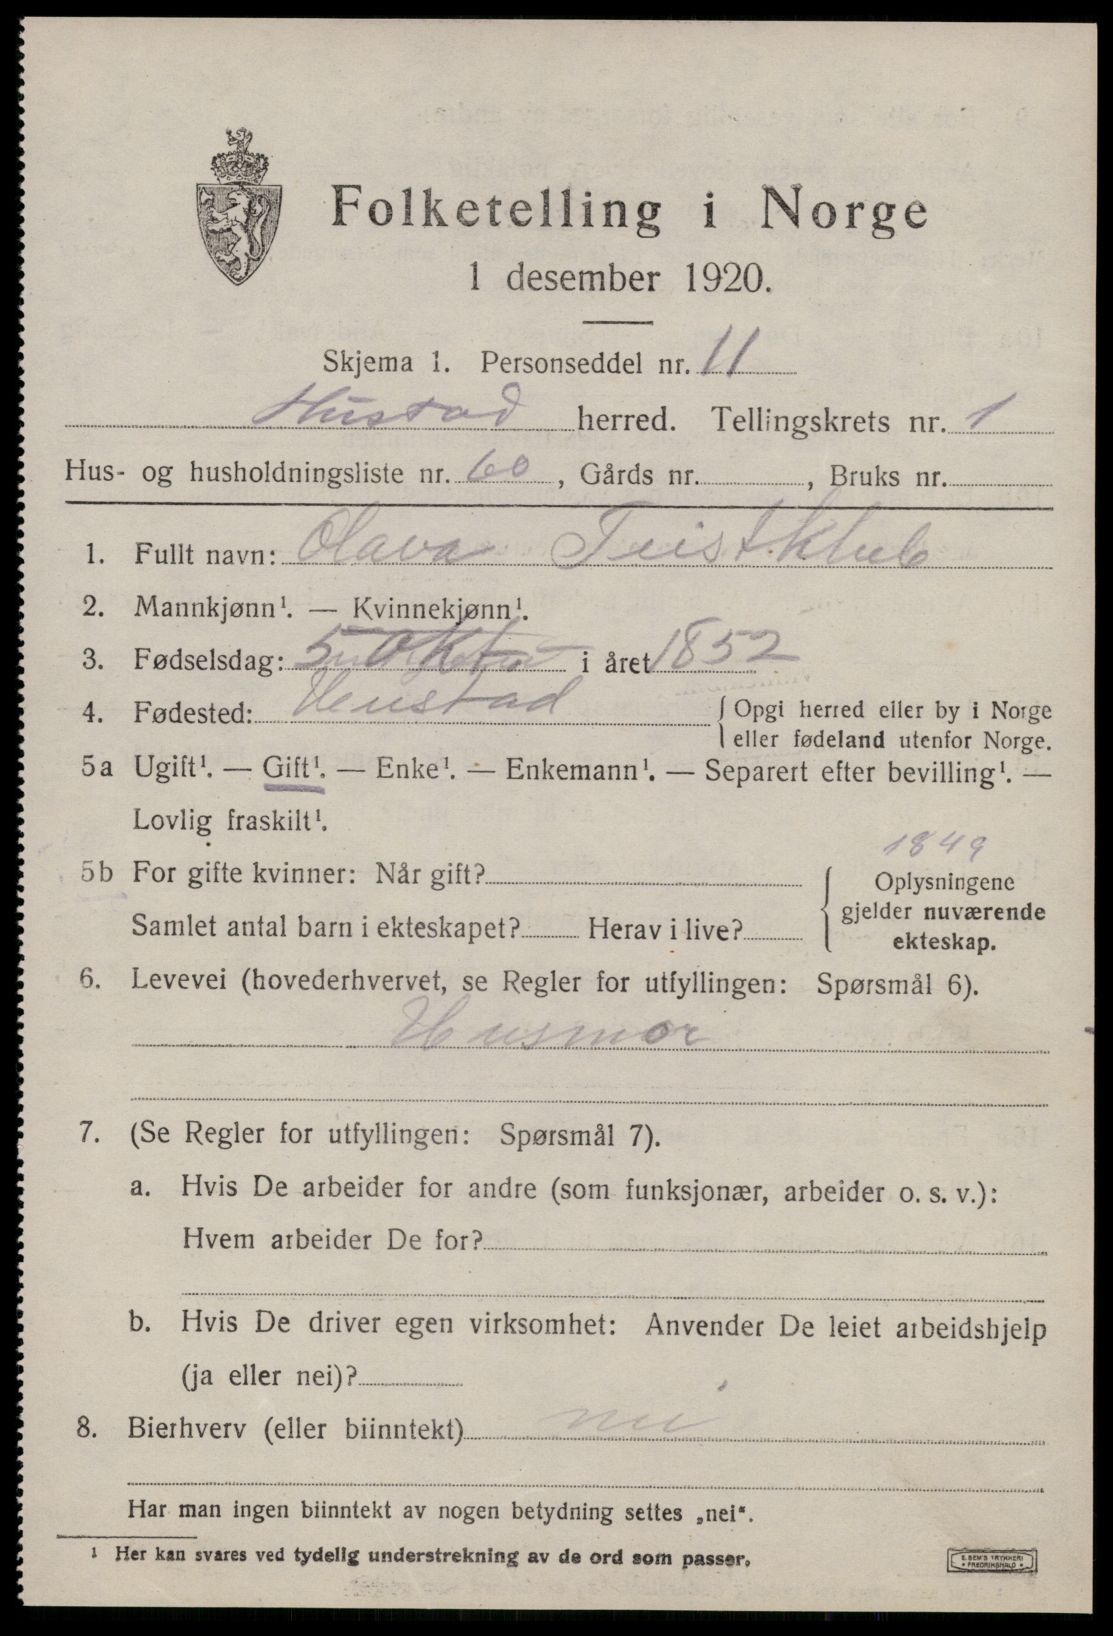 Folketelling i Norge
1 desember 1920.
Skjema 1. Personseddel nr. 11
Hustad herred. Tellingskrets nr. 1
Hus- og husholdningsliste nr. 60, Gårds nr. , Bruks nr.
1. Fullt navn: Olava Teistklub
2. Mannkjønn¹. — Kvinnekjønn¹.
3. Fødselsdag: 5 i året 1852
4. Fødested: Hustad { Opgi herred eller by i Norge
eller fødeland utenfor Norge.
5a Ugift¹. — Gift¹. — Enke¹. — Enkemann¹. — Separert efter bevilling¹. —
Lovlig fraskilt¹.
1849
5b For gifte kvinner: Når gift? { Oplysningene
gjelder nuværende
Samlet antal barn i ekteskapet? Herav i live? ekteskap.
6. Levevei (hovederhvervet, se Regler for utfyllingen: Spørsmål 6).
Husmor
7. (Se Regler for utfyllingen: Spørsmål 7).
a. Hvis De arbeider for andre (som funksjonær, arbeider o. s. v.):
Hvem arbeider De for?
b. Hvis De driver egen virksomhet: Anvender De leiet arbeidshjelp
(ja eller nei)?
8. Bierhverv (eller biinntekt) nei
Har man ingen biinntekt av nogen betydning settes „nei“.
¹ Her kan svares ved tydelig understrekning av de ord som passer.
E. SEM'S TRYKKERI
FREDRIKSHALD